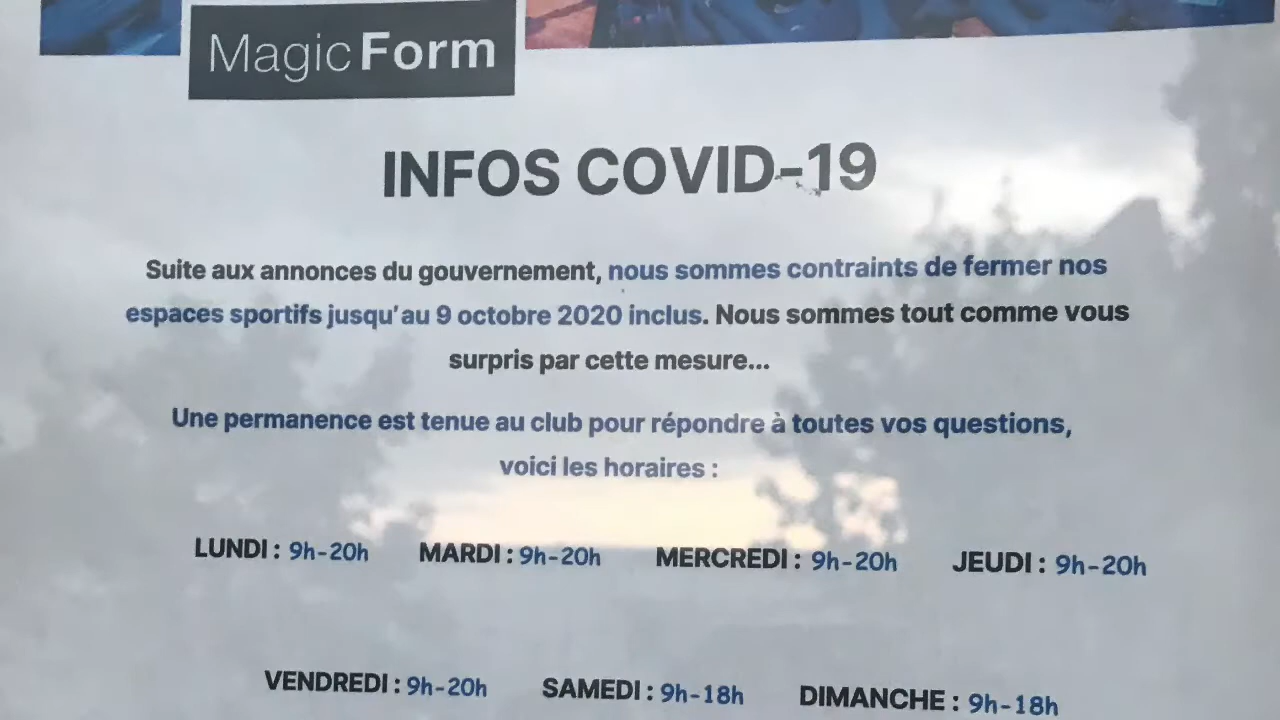 MagicForm
INFOS COVID-19
Suite aux annonces du gouvernement, nous sommes contraints de fermer nos
espaces sportifs jusqu'au 9 octobre 2020 inclus. Nous sommes tout comme vous
surpris par cette mesure...
Une permanence est tenue au club pour répondre à toutes vos questions,
voici les horaires :
LUNDI : 9h-20h MARDI : 9h-20h MERCREDI : 9h-20h JEUDI : 9h-20h
VENDREDI : 9h-20h SAMEDI : 9h-18h DIMANCHE : 9h-18h